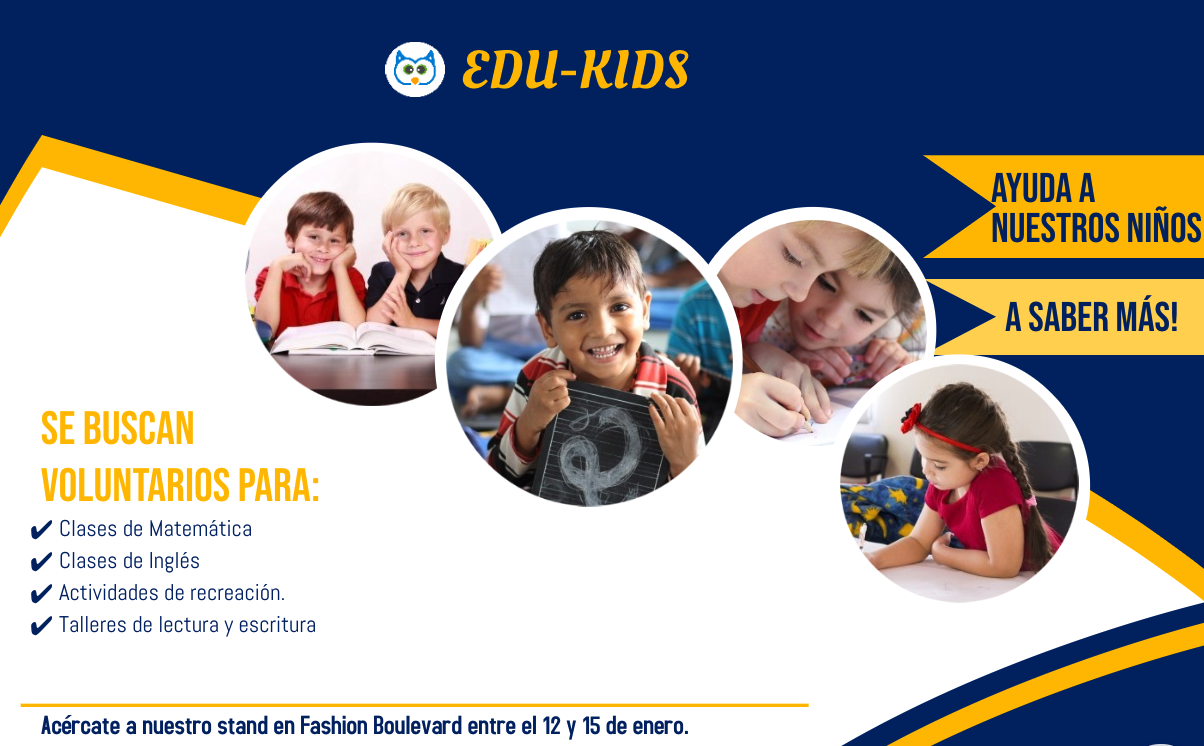 EDU-KIDS
AYUDA A
NUESTROS NIÑOS
A SABER MÁS!
SE BUSCAN
VOLUNTARIOS PARA:
✔ Clases de Matemática
✔ Clases de Inglés
✔ Actividades de recreación.
✔ Talleres de lectura y escritura
Acércate a nuestro stand en Fashion Boulevard entre el 12 y 15 de enero.